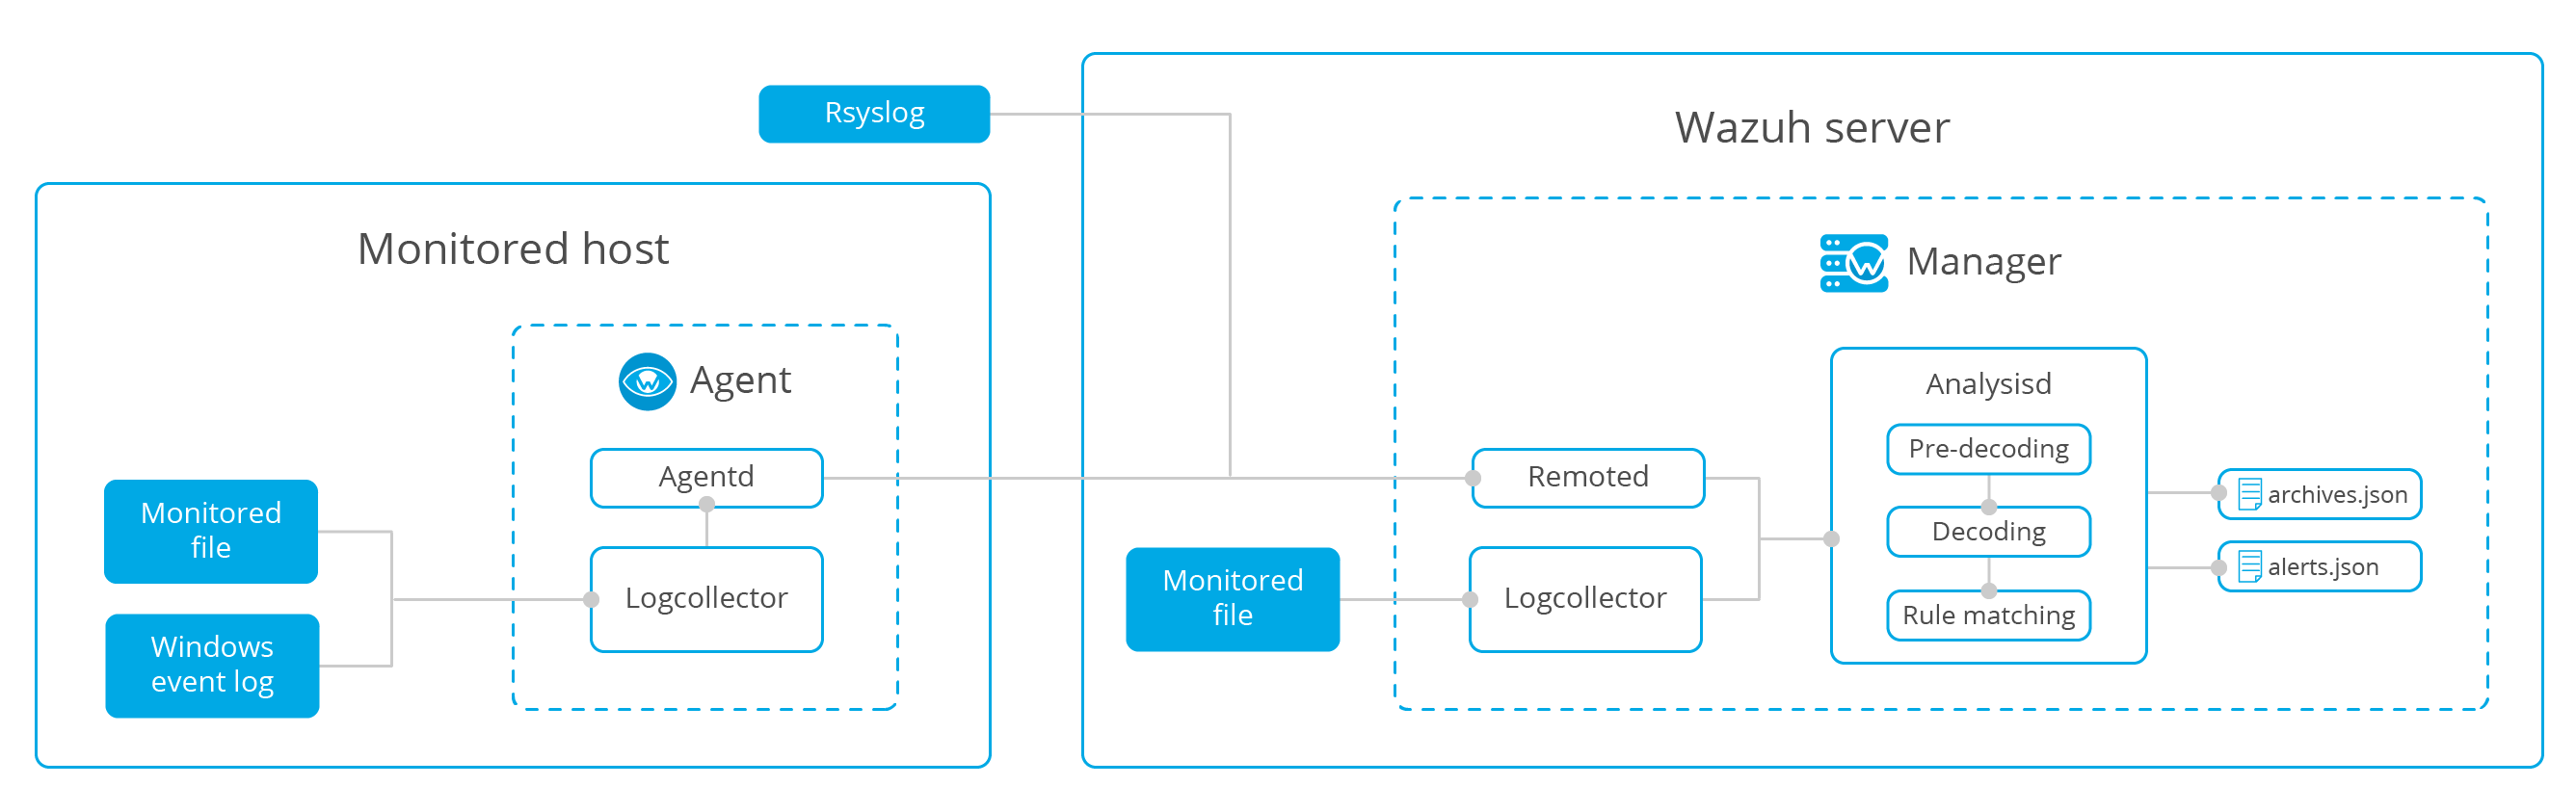 Rsyslog
Wazuh server
Monitored host
Manager
Agent
Analysisd
Agentd
Remoted
Pre-decoding
Monitored
file
archives.json
Decoding
Logcollector
Monitored
file
Logcollector
alerts.json
Windows
event log
Rule matching